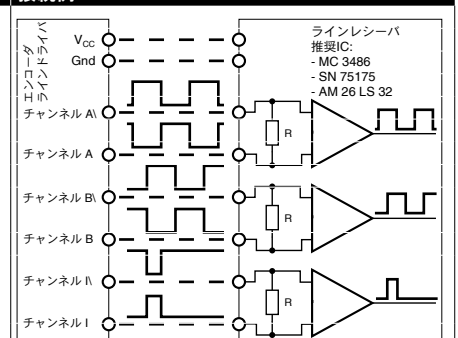 ラインレシーバ
推奨IC:
- MC 3486
- SN 75175
- AM 26 LS 32
エンコーダ
ラインドライバ
VCC
Gnd
チャンネル A\
チャンネル A
チャンネル B\
チャンネル B
チャンネル I\
チャンネル I
R
R
R